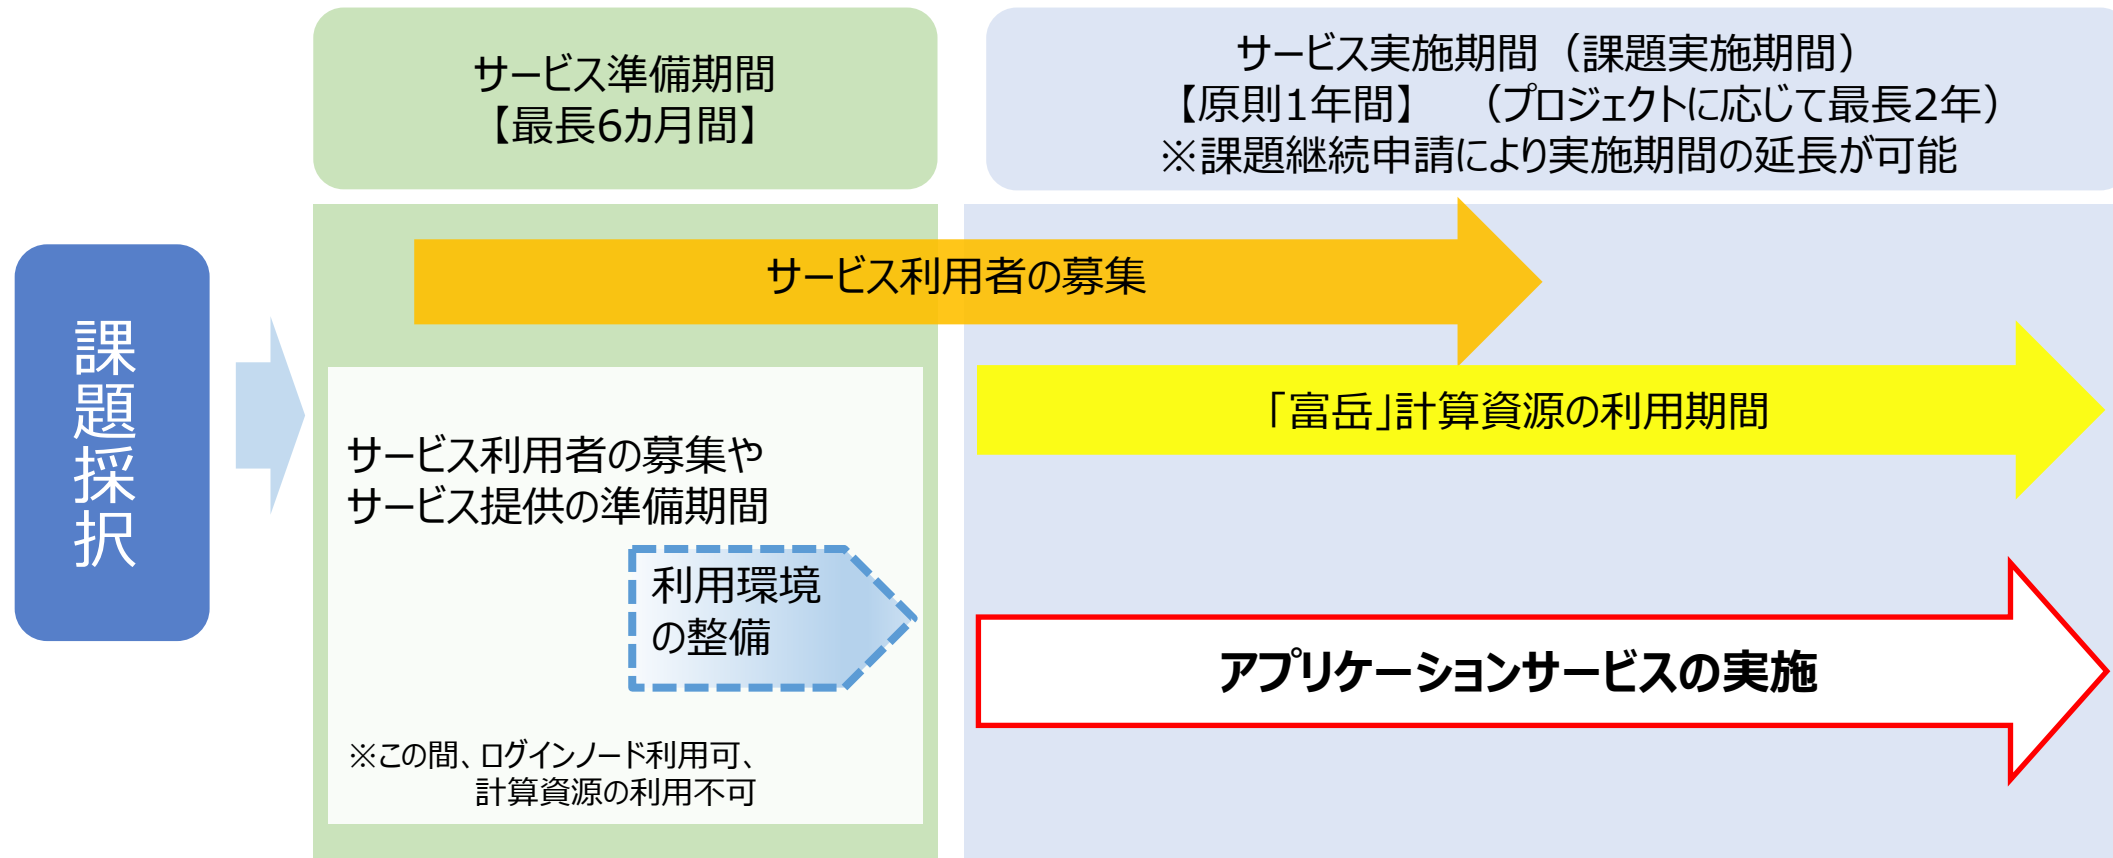 サービス準備期間
【最長6カ月間】
サービス実施期間（課題実施期間）
【原則1年間】　（プロジェクトに応じて最長2年）
※課題継続申請により実施期間の延長が可能
課題採択
サービス利用者の募集
「富岳」計算資源の利用期間
サービス利用者の募集や
サービス提供の準備期間
利用環境
の整備
※この間、ログインノード利用可、
計算資源の利用不可
アプリケーションサービスの実施